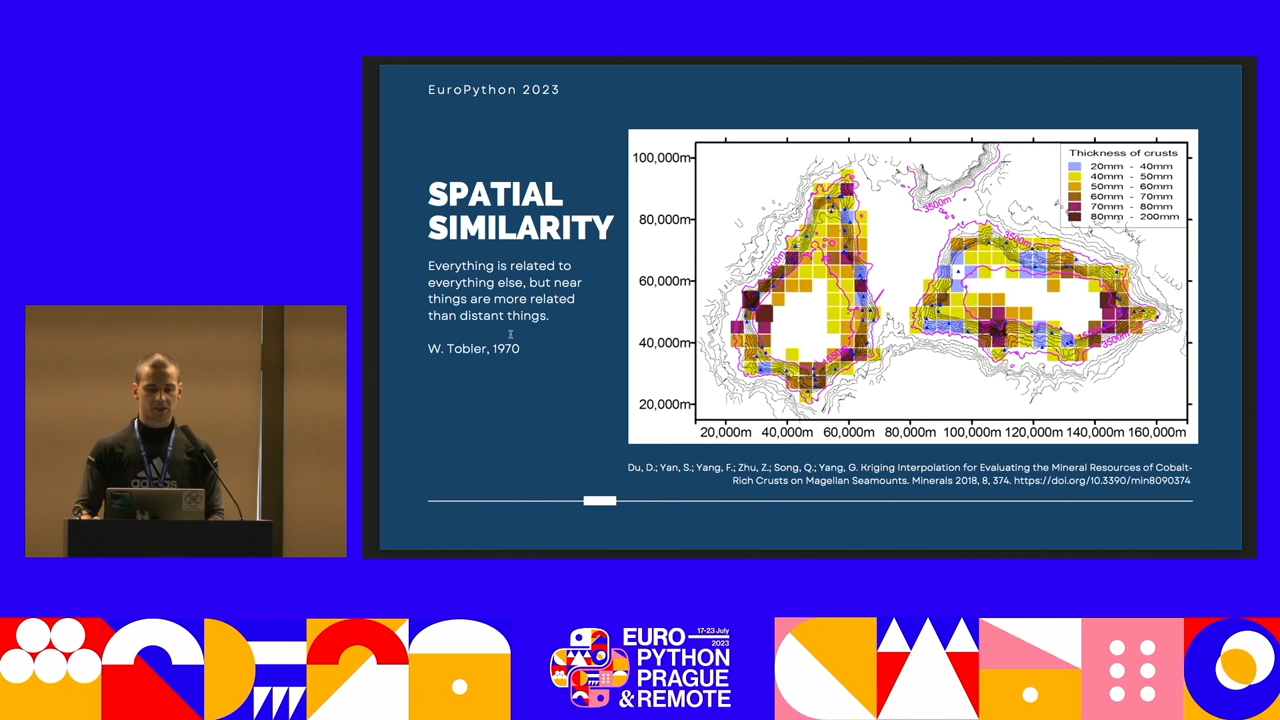 EuroPython 2023
SPATIAL
SIMILARITY
Everything is related to
everything else, but near
things are more related
than distant things.
W. Tobler, 1970
Thickness of crusts
20mm - 40mm
40mm - 50mm
50mm - 60mm
60mm - 70mm
70mm - 80mm
80mm - 200mm
100,000m
80,000m
60,000m
40,000m
20,000m
3500m
3500m
3500m
20,000m 40,000m 60,000m 80,000m 100,000m 120,000m 140,000m 160,000m
Du, D.; Yan, S.; Yang, F.; Zhu, Z.; Song, Q.; Yang, G. Kriging Interpolation for Evaluating the Mineral Resources of Cobalt-
Rich Crusts on Magellan Seamounts. Minerals 2018, 8, 374. https://doi.org/10.3390/min8090374
adidas
17-23 July
2023
EURO
PYTHON
PRAGUE
& REMOTE